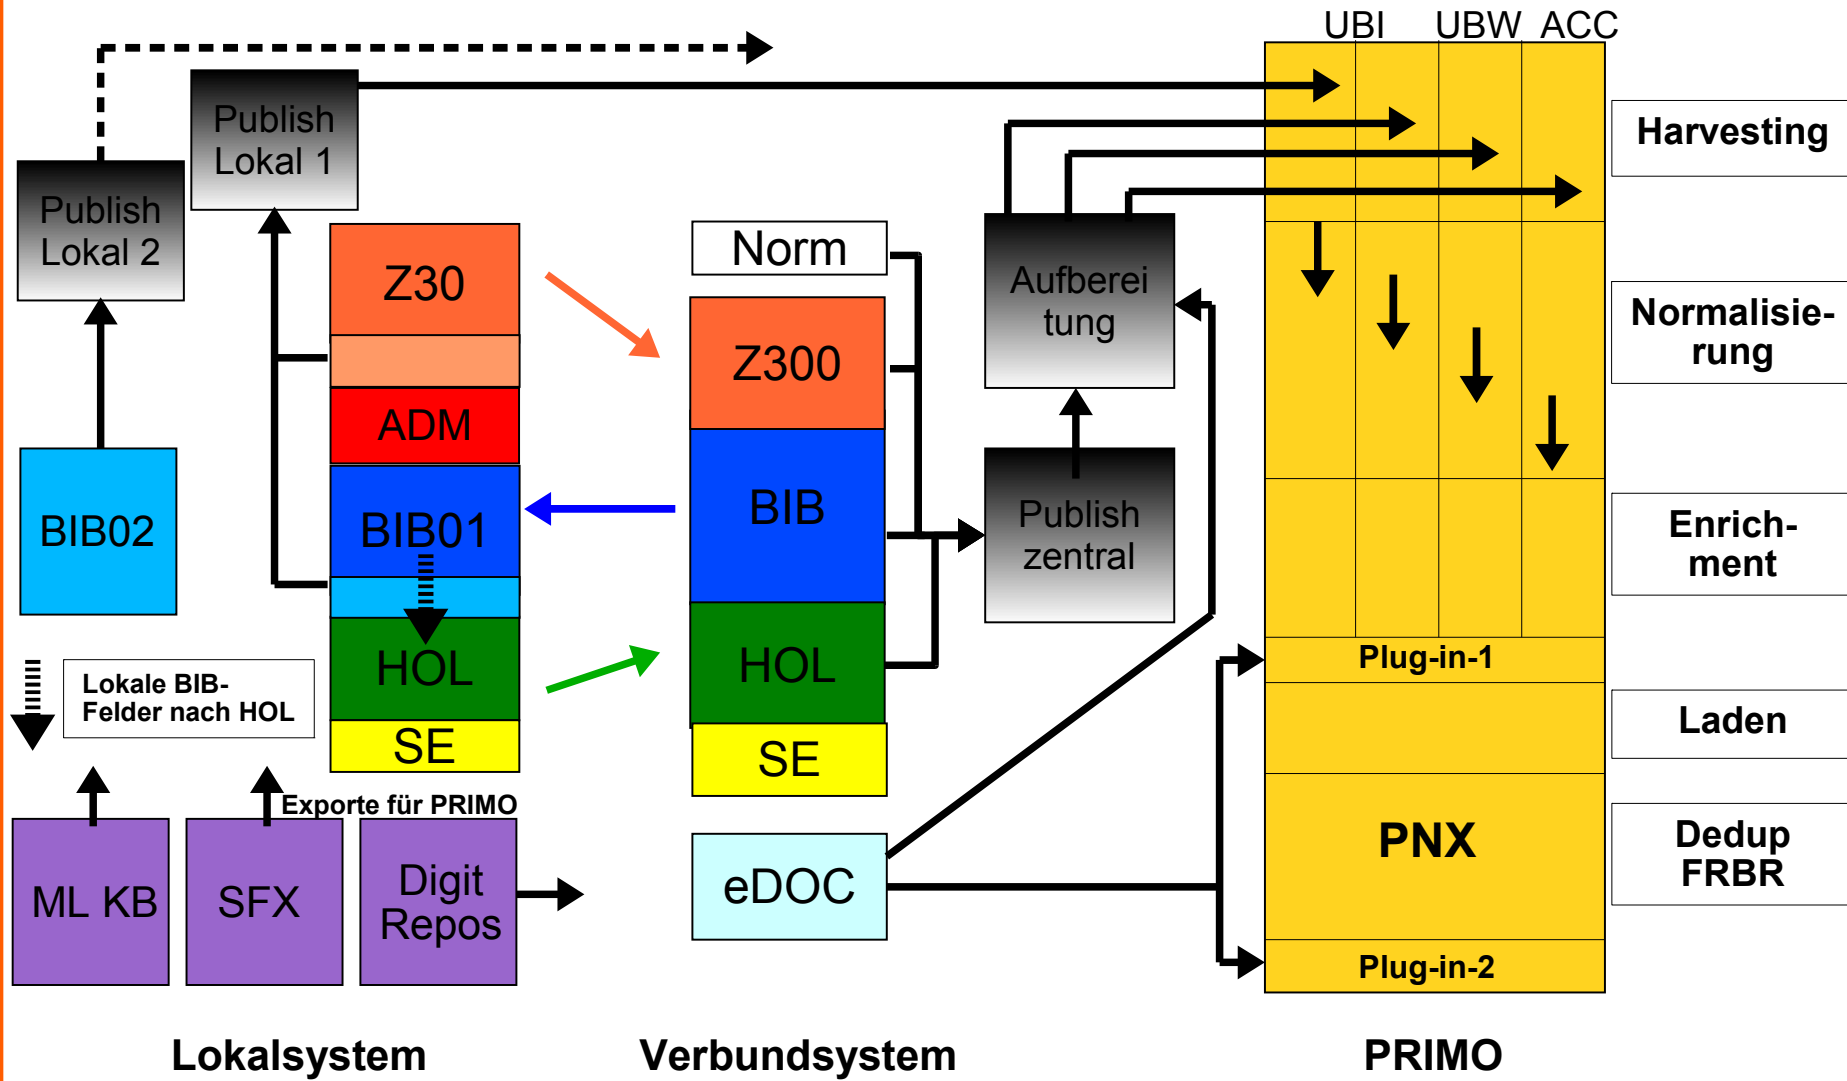 UBI UBW ACC
Publish
Lokal 1
Harvesting
Publish
Lokal 2
Z30
Norm
Aufberei
tung
Z300
Normalisie-
rung
ADM
BIB02
BIB01
BIB
Publish
zentral
Enrich-
ment
HOL
HOL
Plug-in-1
Lokale BIB-
Felder nach HOL
SE
SE
Laden
Exporte für PRIMO
ML KB
SFX
Digit
Repos
eDOC
PNX
Dedup
FRBR
Plug-in-2
Lokalsystem
Verbundsystem
PRIMO